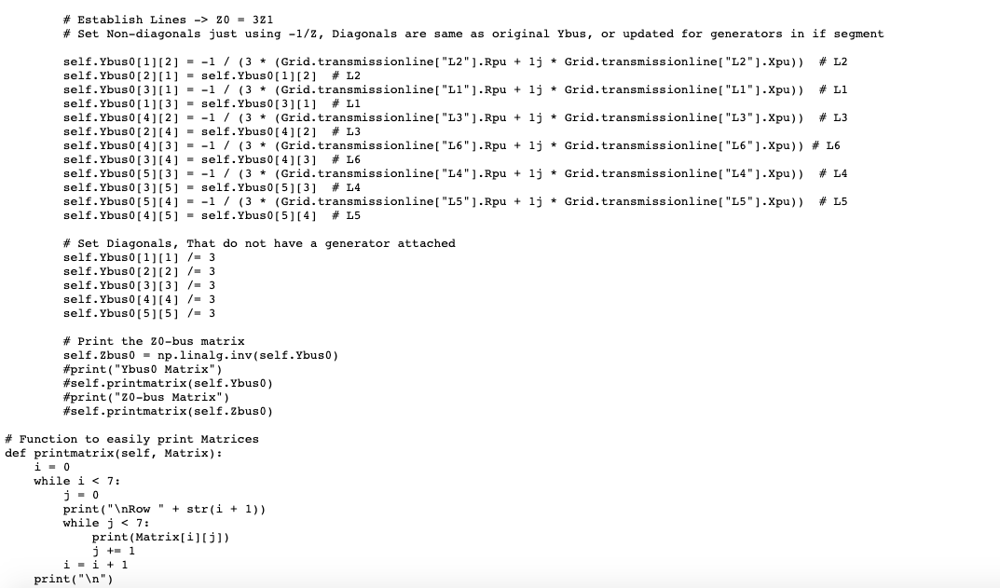 # Establish Lines -> Z0 = 3Z1
# Set Non-diagonals just using -1/Z, Diagonals are same as original Ybus, or updated for generators in if segment
self.Ybus0[1][2] = -1 / (3 * (Grid.transmissionline["L2"].Rpu + 1j * Grid.transmissionline["L2"].Xpu))  # L2
self.Ybus0[2][1] = self.Ybus0[1][2]  # L2
self.Ybus0[3][1] = -1 / (3 * (Grid.transmissionline["L1"].Rpu + 1j * Grid.transmissionline["L1"].Xpu))  # L1
self.Ybus0[1][3] = self.Ybus0[3][1]  # L1
self.Ybus0[4][2] = -1 / (3 * (Grid.transmissionline["L3"].Rpu + 1j * Grid.transmissionline["L3"].Xpu))  # L3
self.Ybus0[2][4] = self.Ybus0[4][2]  # L3
self.Ybus0[4][3] = -1 / (3 * (Grid.transmissionline["L6"].Rpu + 1j * Grid.transmissionline["L6"].Xpu)) # L6
self.Ybus0[3][4] = self.Ybus0[4][3]  # L6
self.Ybus0[5][3] = -1 / (3 * (Grid.transmissionline["L4"].Rpu + 1j * Grid.transmissionline["L4"].Xpu))  # L4
self.Ybus0[3][5] = self.Ybus0[5][3]  # L4
self.Ybus0[5][4] = -1 / (3 * (Grid.transmissionline["L5"].Rpu + 1j * Grid.transmissionline["L5"].Xpu))  # L5
self.Ybus0[4][5] = self.Ybus0[5][4]  # L5
# Set Diagonals, That do not have a generator attached
self.Ybus0[1][1] /= 3
self.Ybus0[2][2] /= 3
self.Ybus0[3][3] /= 3
self.Ybus0[4][4] /= 3
self.Ybus0[5][5] /= 3
# Print the Z0-bus matrix
self.Zbus0 = np.linalg.inv(self.Ybus0)
#print("Ybus0 Matrix")
#self.printmatrix(self.Ybus0)
#print("Z0-bus Matrix")
#self.printmatrix(self.Zbus0)
# Function to easily print Matrices
def printmatrix(self, Matrix):
i = 0
while i < 7:
j = 0
print("\nRow " + str(i + 1))
while j < 7:
print(Matrix[i][j])
j += 1
i = i + 1
print("\n")